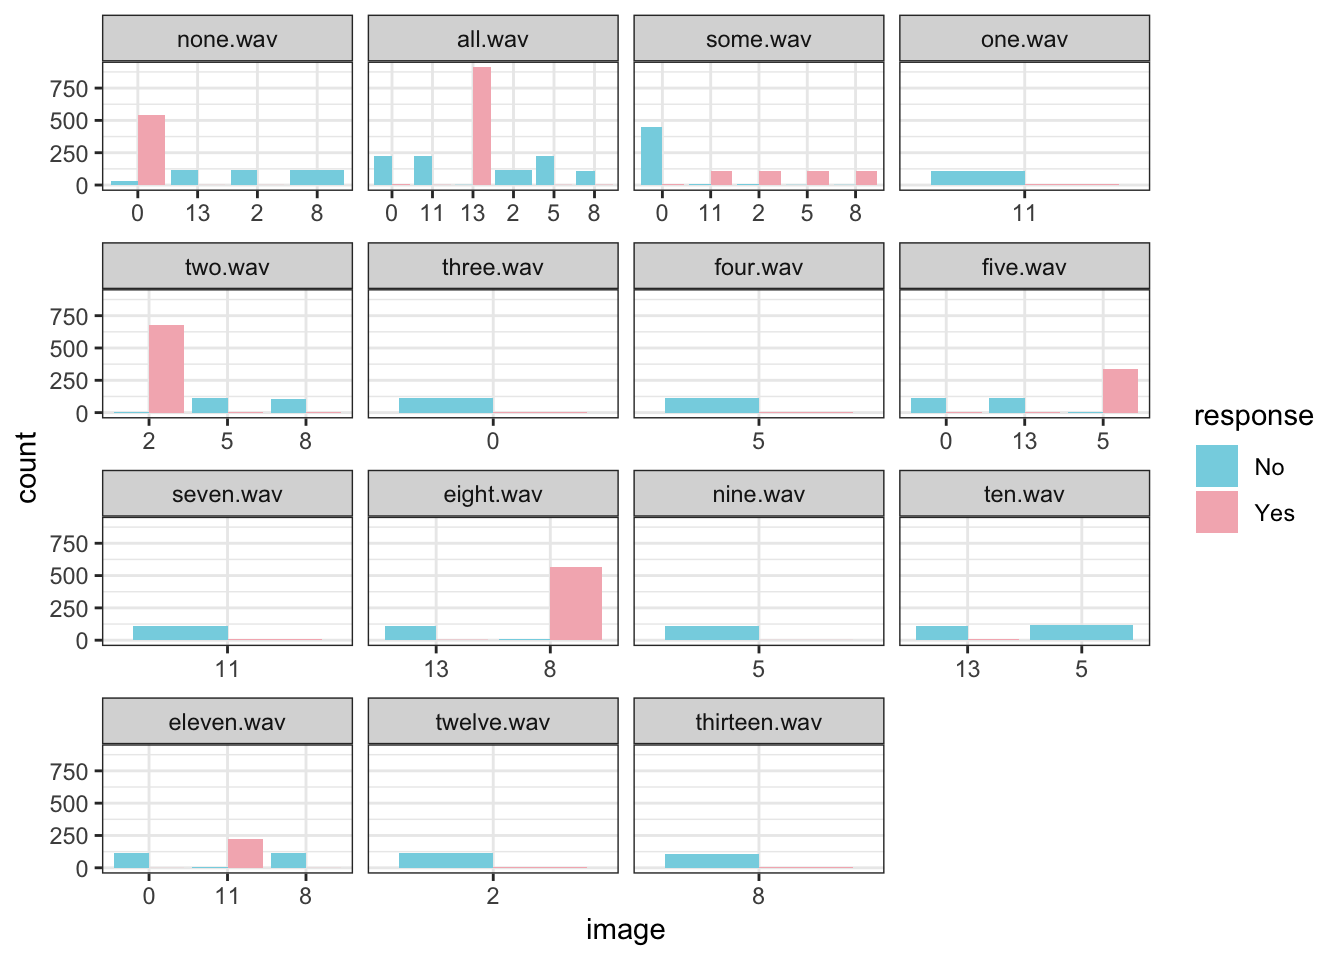 none.wav all.wav some.wav one.wav
750
500
250
0
0 13 2 8 0 11 13 2 5 8 0 11 2 5 8 11
two.wav three.wav four.wav five.wav
750
500
250
0
2 5 8 0 5 0 13 5
seven.wav eight.wav nine.wav ten.wav
750
500
250
0
11 13 8 5 13 5
eleven.wav twelve.wav thirteen.wav
750
500
250
0
0 11 8 2 8
image
count
response
No
Yes